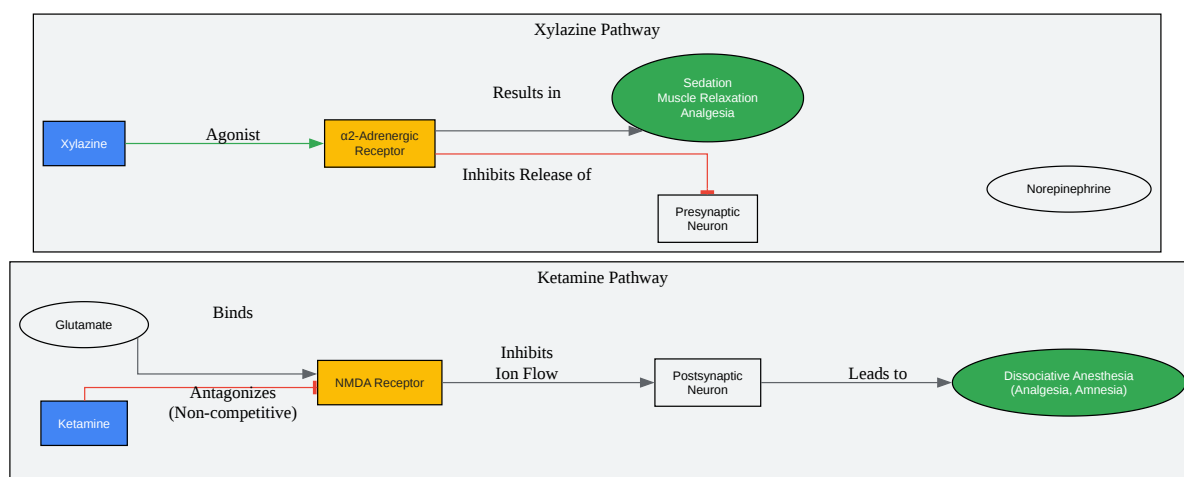 Xylazine Pathway
Sedation
Muscle Relaxation
Analgesia
Results in
Xylazine
Agonist
α2-Adrenergic
Receptor
Inhibits Release of
Presynaptic
Neuron
Norepinephrine
Ketamine Pathway
Glutamate
Binds
NMDA Receptor
Inhibits
Ion Flow
Postsynaptic
Neuron
Leads to
Dissociative Anesthesia
(Analgesia, Amnesia)
Antagonizes
(Non-competitive)
Ketamine